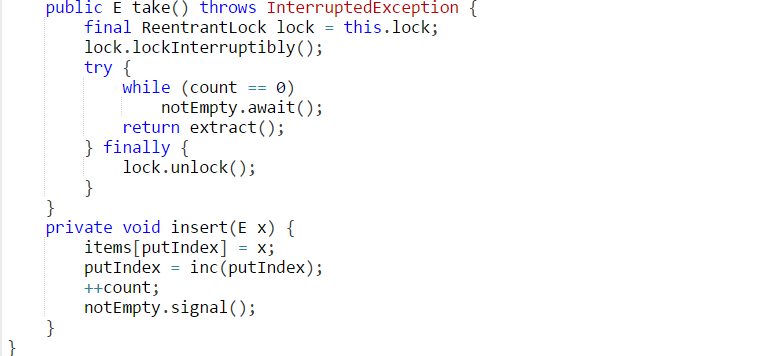 public E take() throws InterruptedException {
final ReentrantLock lock = this.lock;
lock.lockInterruptibly();
try {
while (count == 0)
notEmpty.await();
return extract();
} finally {
lock.unlock();
}
}
private void insert(E x) {
items[putIndex] = x;
putIndex = inc(putIndex);
++count;
notEmpty.signal();
}
}